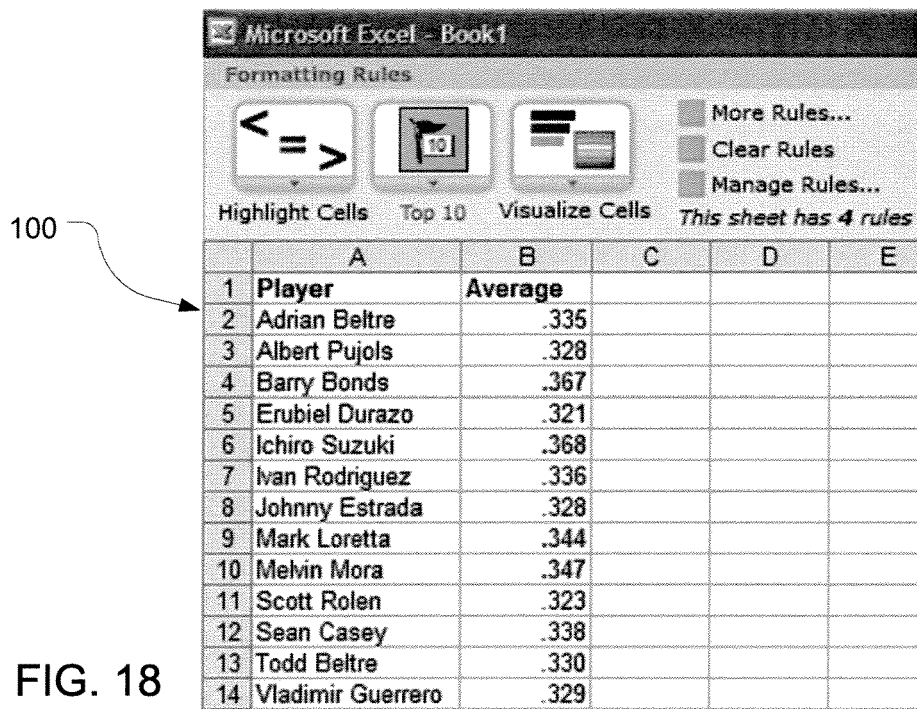 Microsoft Excel - Book1
Formatting Rules
< = >
10
More Rules...
Clear Rules
Manage Rules...
Highlight Cells Top 10 Visualize Cells This sheet has 4 rules
100
A B C D E
1 Player Average
2 Adrian Beltre .335
3 Albert Pujols .328
4 Barry Bonds .367
5 Erubiel Durazo .321
6 Ichiro Suzuki .368
7 Ivan Rodriguez .336
8 Johnny Estrada .328
9 Mark Loretta .344
10 Melvin Mora .347
11 Scott Rolen .323
12 Sean Casey .338
13 Todd Beltre .330
14 Vladimir Guerrero .329
FIG. 18